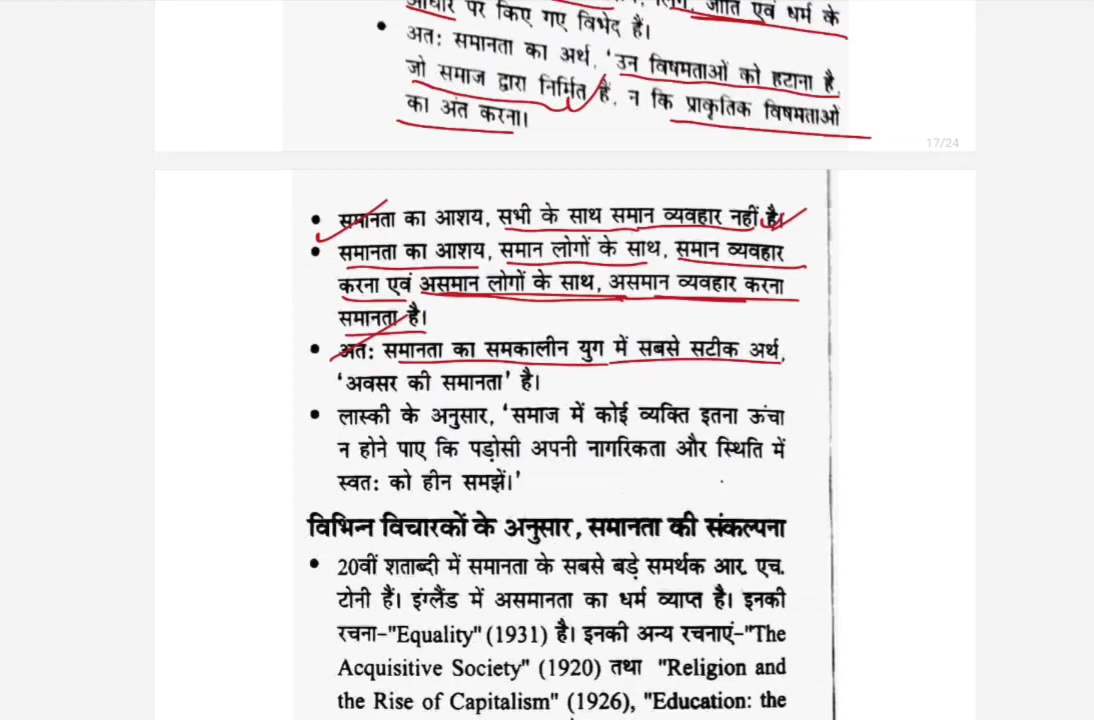 आधार पर किए गए विभेद हैं।
लिंग, जाति एवं धर्म के
• अतः समानता का अर्थ, 'उन विषमताओं को हटाना है,
जो समाज द्वारा निर्मित हैं, न कि प्राकृतिक विषमताओं
का अंत करना।
17/24
• समानता का आशय, सभी के साथ समान व्यवहार नहीं है।
• समानता का आशय, समान लोगों के साथ, समान व्यवहार
करना एवं असमान लोगों के साथ, असमान व्यवहार करना
समानता है।
• अतः समानता का समकालीन युग में सबसे सटीक अर्थ,
'अवसर की समानता' है।
• लास्की के अनुसार, 'समाज में कोई व्यक्ति इतना ऊंचा
न होने पाए कि पड़ोसी अपनी नागरिकता और स्थिति में
स्वतः को हीन समझें।'
विभिन्न विचारकों के अनुसार, समानता की संकल्पना
• 20वीं शताब्दी में समानता के सबसे बड़े समर्थक आर. एच.
टोनी हैं। इंग्लैंड में असमानता का धर्म व्याप्त है। इनकी
रचना-"Equality" (1931) है। इनकी अन्य रचनाएं-"The
Acquisitive Society" (1920) तथा "Religion and
the Rise of Capitalism" (1926), "Education: the